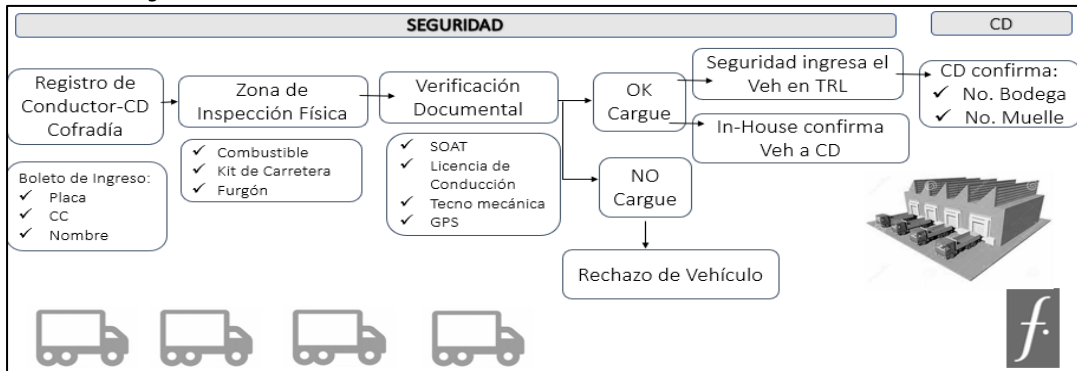 SEGURIDAD
CD
Registro de
Conductor-CD
Cofradía
Boleto de Ingreso:
✓ Placa
✓ CC
✓ Nombre
Zona de
Inspección Física
✓ Combustible
✓ Kit de Carretera
✓ Furgón
Verificación
Documental
✓ SOAT
✓ Licencia de
Conducción
✓ Tecno mecánica
✓ GPS
OK
Cargue
NO
Cargue
Rechazo de Vehículo
Seguridad ingresa el
Veh en TRL
In-House confirma
Veh a CD
CD confirma:
✓ No. Bodega
✓ No. Muelle
f.